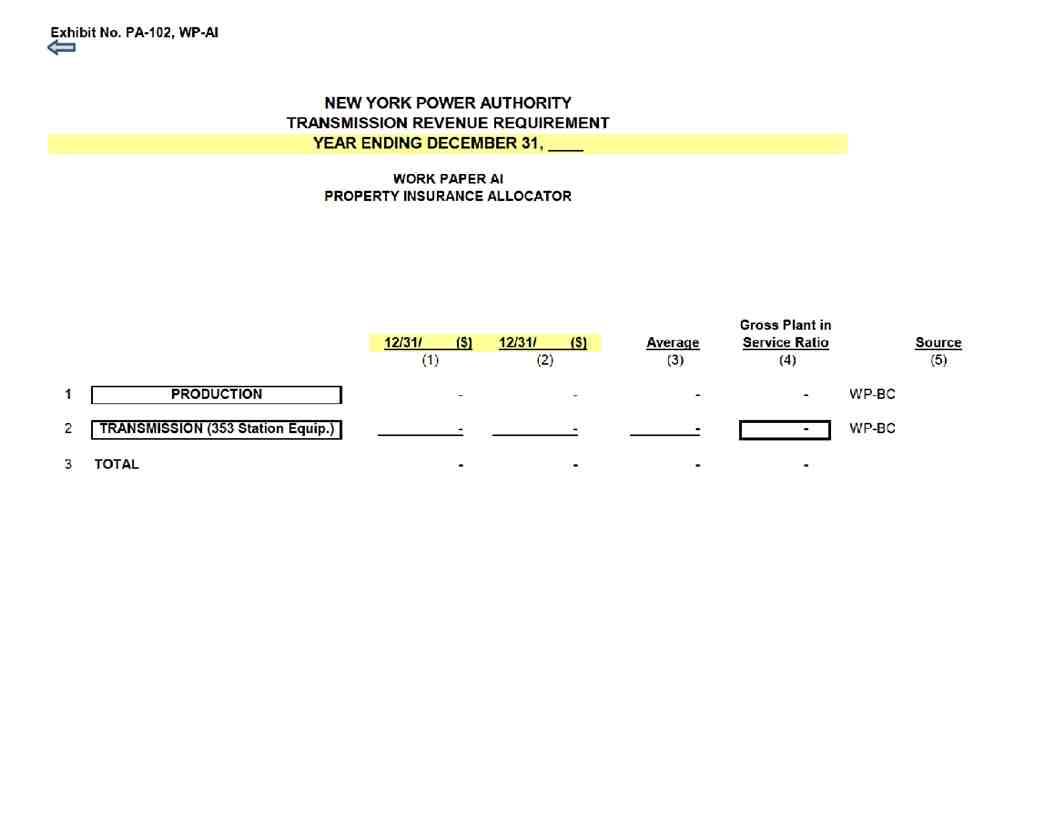 Exhibit No. PA-102, WP-AI
NEW YORK POWER AUTHORITY
TRANSMISSION REVENUE REQUIREMENT
YEAR ENDING DECEMBER 31, ____
WORK PAPER AI
PROPERTY INSURANCE ALLOCATOR
Gross Plant in
12/31/ ($) 12/31/ ($) Average Service Ratio Source
(1) (2) (3) (4) (5)
1 PRODUCTION - - - - WP-BC
2 TRANSMISSION (353 Station Equip.) - - - - WP-BC
3 TOTAL - - - -